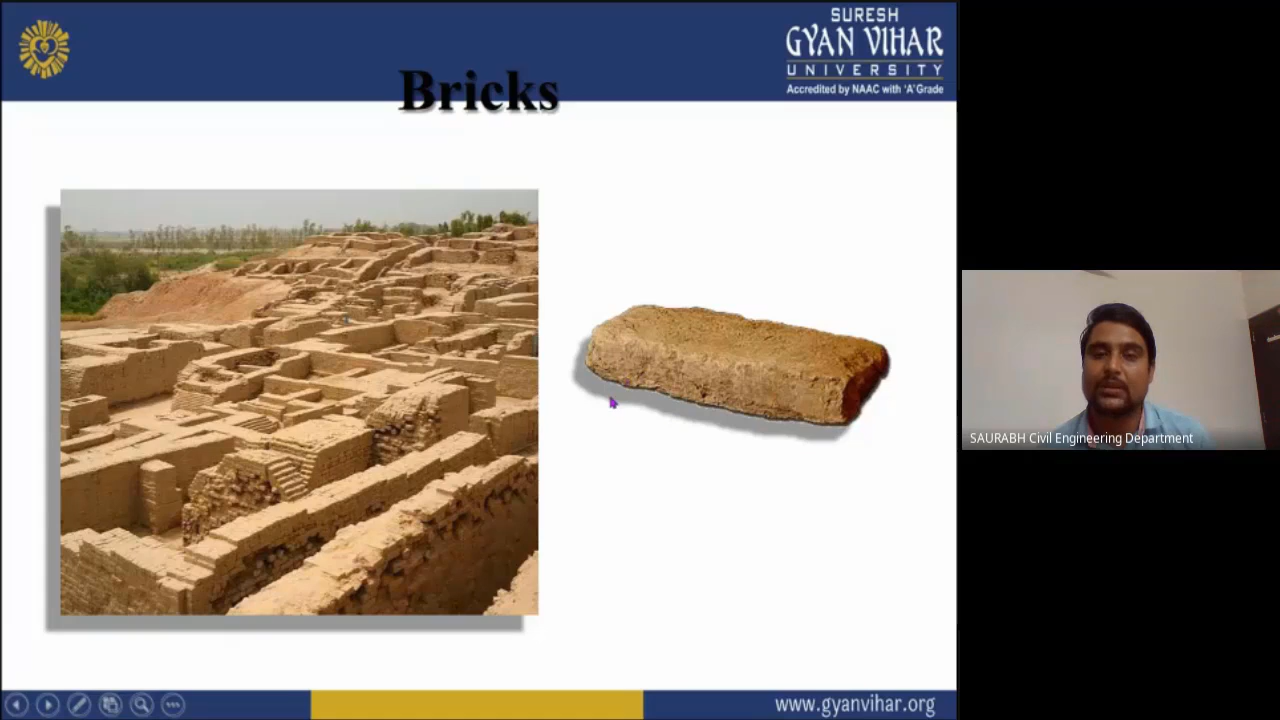 SURESH
GYAN VIHAR
UNIVERSITY
Accredited by NAAC with 'A' Grade
Bricks
SAURABH Civil Engineering Department
www.gyanvihar.org